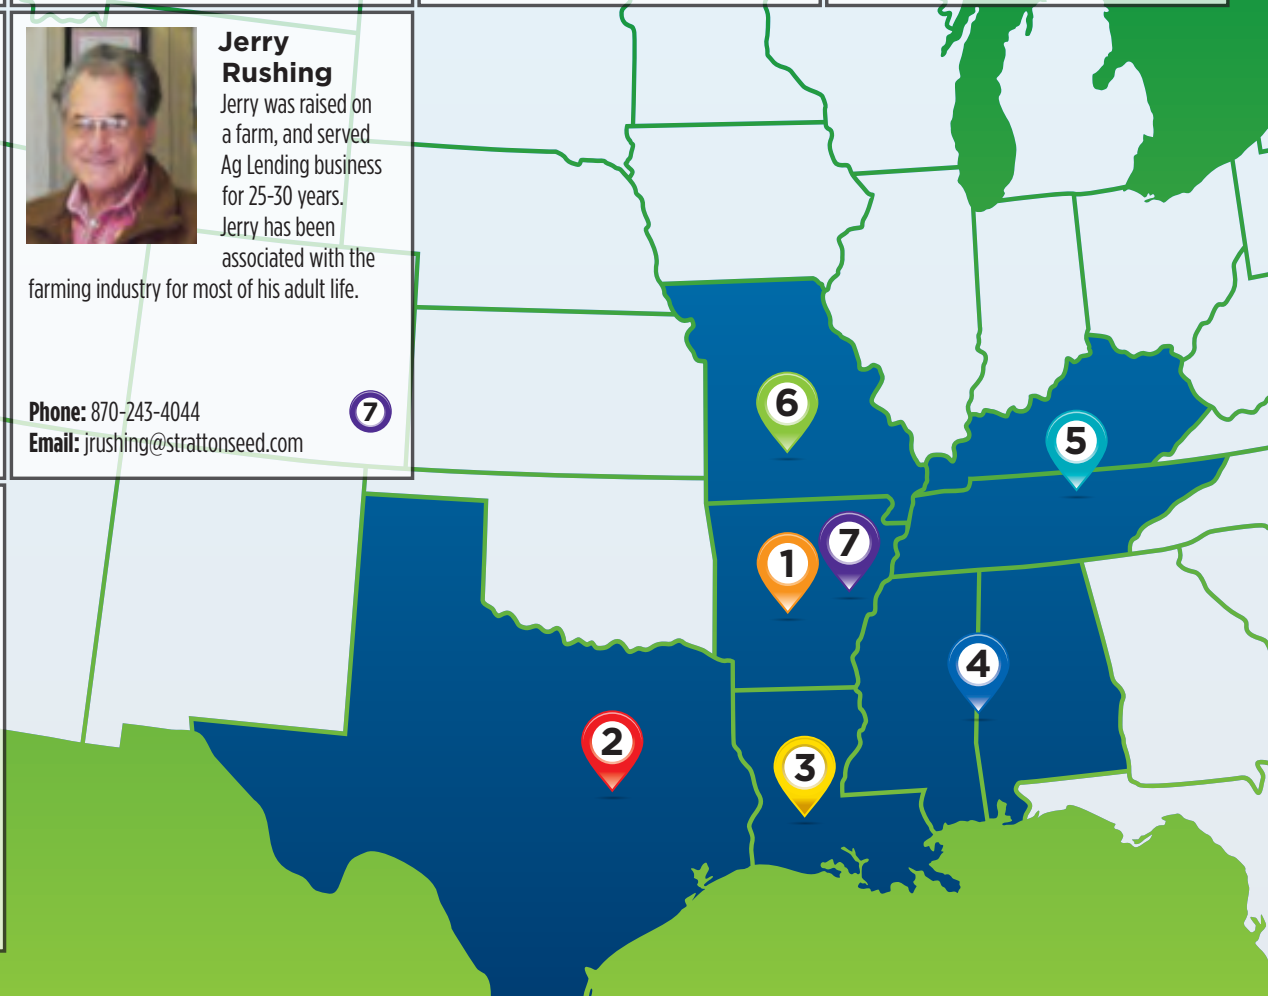 Jerry
Rushing
Jerry was raised on
a farm, and served
Ag Lending business
for 25-30 years.
Jerry has been
associated with the
farming industry for most of his adult life.
Phone: 870-243-4044
7
Email: jrushing@strattonseed.com
6
5
1
7
4
2
3